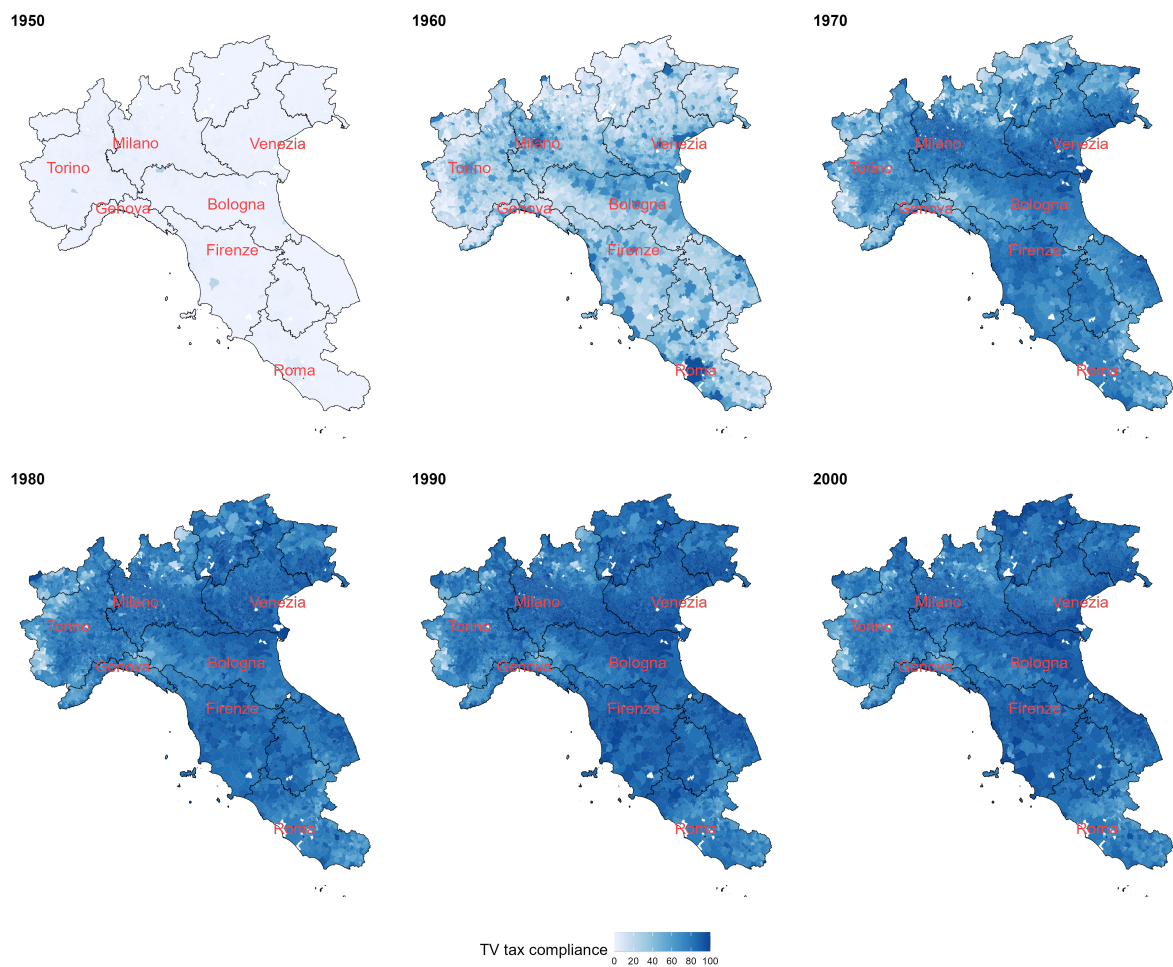 1950
1960
1970
Milano
Venezia
Torino
Genova
Bologna
Firenze
Roma
Milano
Venezia
Torino
Genova
Bologna
Firenze
Roma
Milano
Venezia
Torino
Genova
Bologna
Firenze
Roma
1980
1990
2000
Milano
Venezia
Torino
Genova
Bologna
Firenze
Roma
Milano
Venezia
Torino
Genova
Bologna
Firenze
Roma
Milano
Venezia
Torino
Genova
Bologna
Firenze
Roma
TV tax compliance
0 20 40 60 80 100